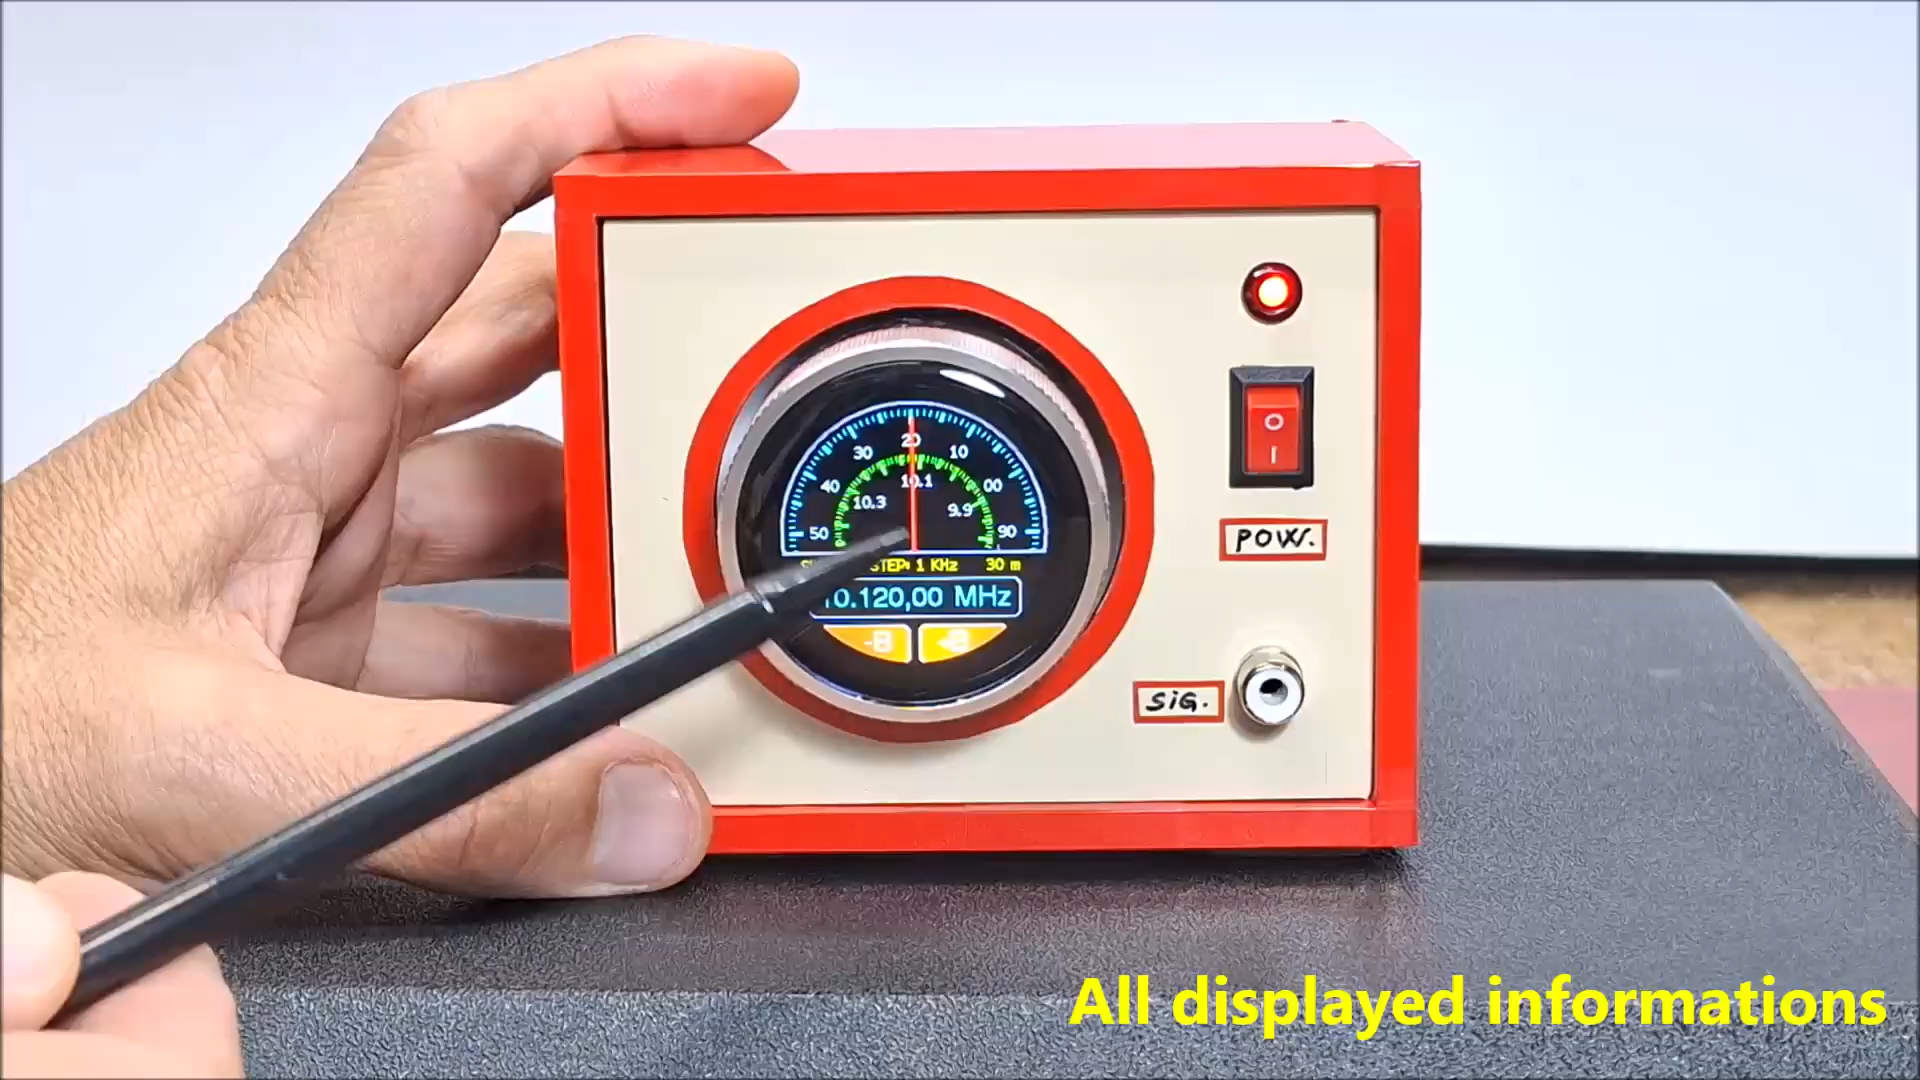 20
30 10
40 10.1 00
10.3 9.9
50 90
STEP: 1 KHz 30 m
10.120,00 MHz
-B +B
O
I
POW.
SIG.
All displayed informations